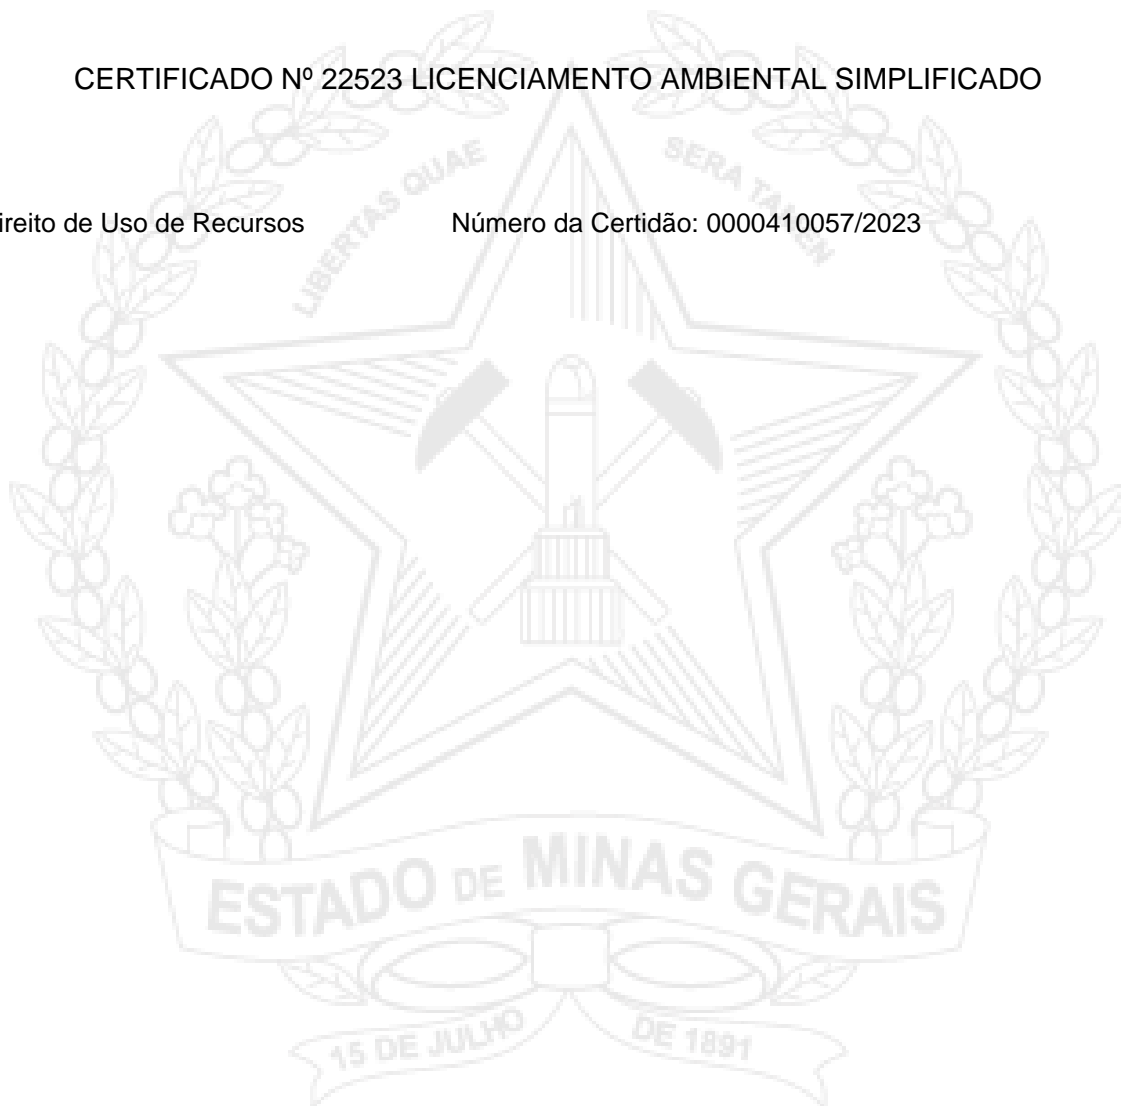 CERTIFICADO Nº 22523 LICENCIAMENTO AMBIENTAL SIMPLIFICADO
LIBERTAS QUAE SERA TAMEN
ireito de Uso de Recursos Número da Certidão: 0000410057/2023
ESTADO DE MINAS GERAIS
15 DE JULHO DE 1891